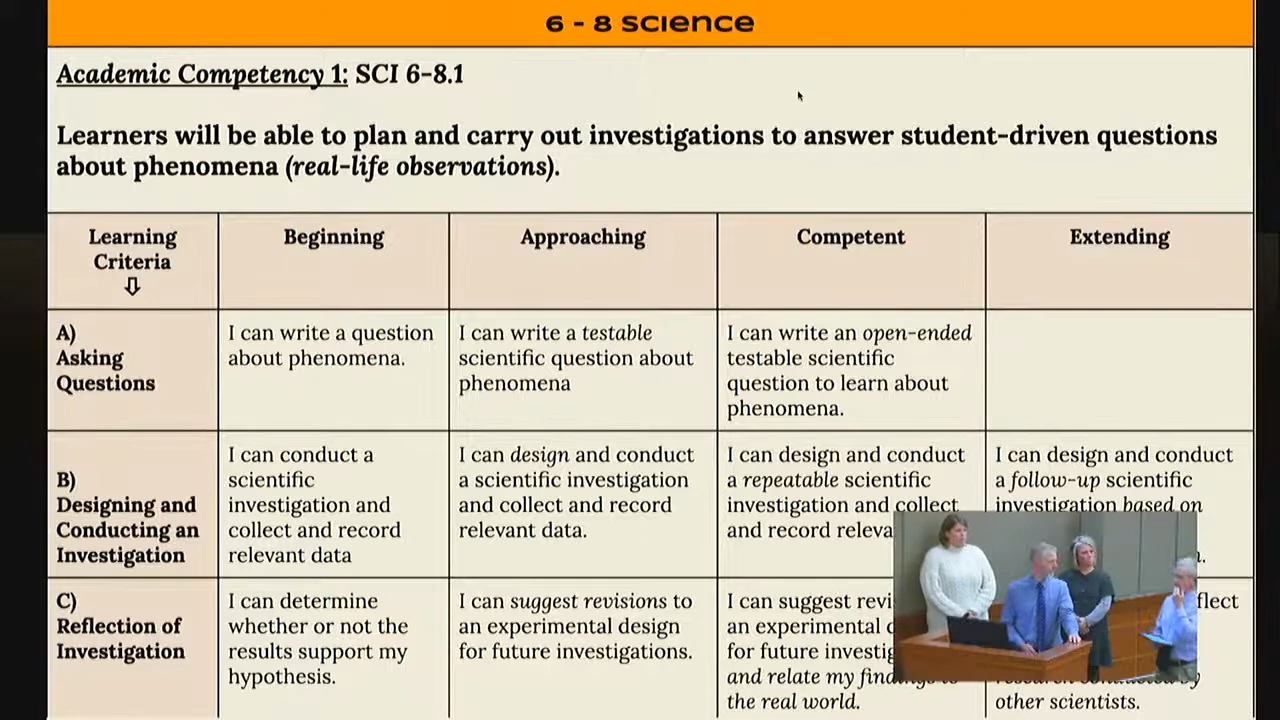 6 - 8 Science
Academic Competency 1: SCI 6-8.1
Learners will be able to plan and carry out investigations to answer student-driven questions
about phenomena (real-life observations).
Learning
Criteria
⇩
Beginning
Approaching
Competent
Extending
A)
Asking
Questions
I can write a question
about phenomena.
I can write a testable
scientific question about
phenomena
I can write an open-ended
testable scientific
question to learn about
phenomena.
B)
Designing and
Conducting an
Investigation
I can conduct a
scientific
investigation and
collect and record
relevant data
I can design and conduct
a scientific investigation
and collect and record
relevant data.
I can design and conduct
a repeatable scientific
investigation and collect
and record
I can design and conduct
a follow-up scientific
investigation based on
C)
Reflection of
Investigation
I can determine
whether or not the
results support my
hypothesis.
I can suggest revisions to
an experimental design
for future investigations.
I can suggest
an experimental
for future
and relate my
the real world.
other scientists.